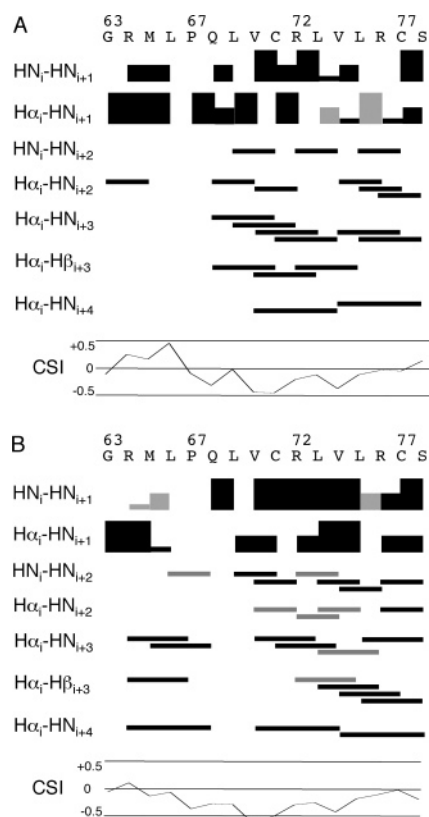 A
63 67 72 77
G R M L P Q L V C R L V L R C S
HNi-HNi+1
Hαi-HNi+1
HNi-HNi+2
Hαi-HNi+2
Hαi-HNi+3
Hαi-Hβi+3
Hαi-HNi+4
CSI
+0.5
0
-0.5
B
63 67 72 77
G R M L P Q L V C R L V L R C S
HNi-HNi+1
Hαi-HNi+1
HNi-HNi+2
Hαi-HNi+2
Hαi-HNi+3
Hαi-Hβi+3
Hαi-HNi+4
CSI
+0.5
0
-0.5